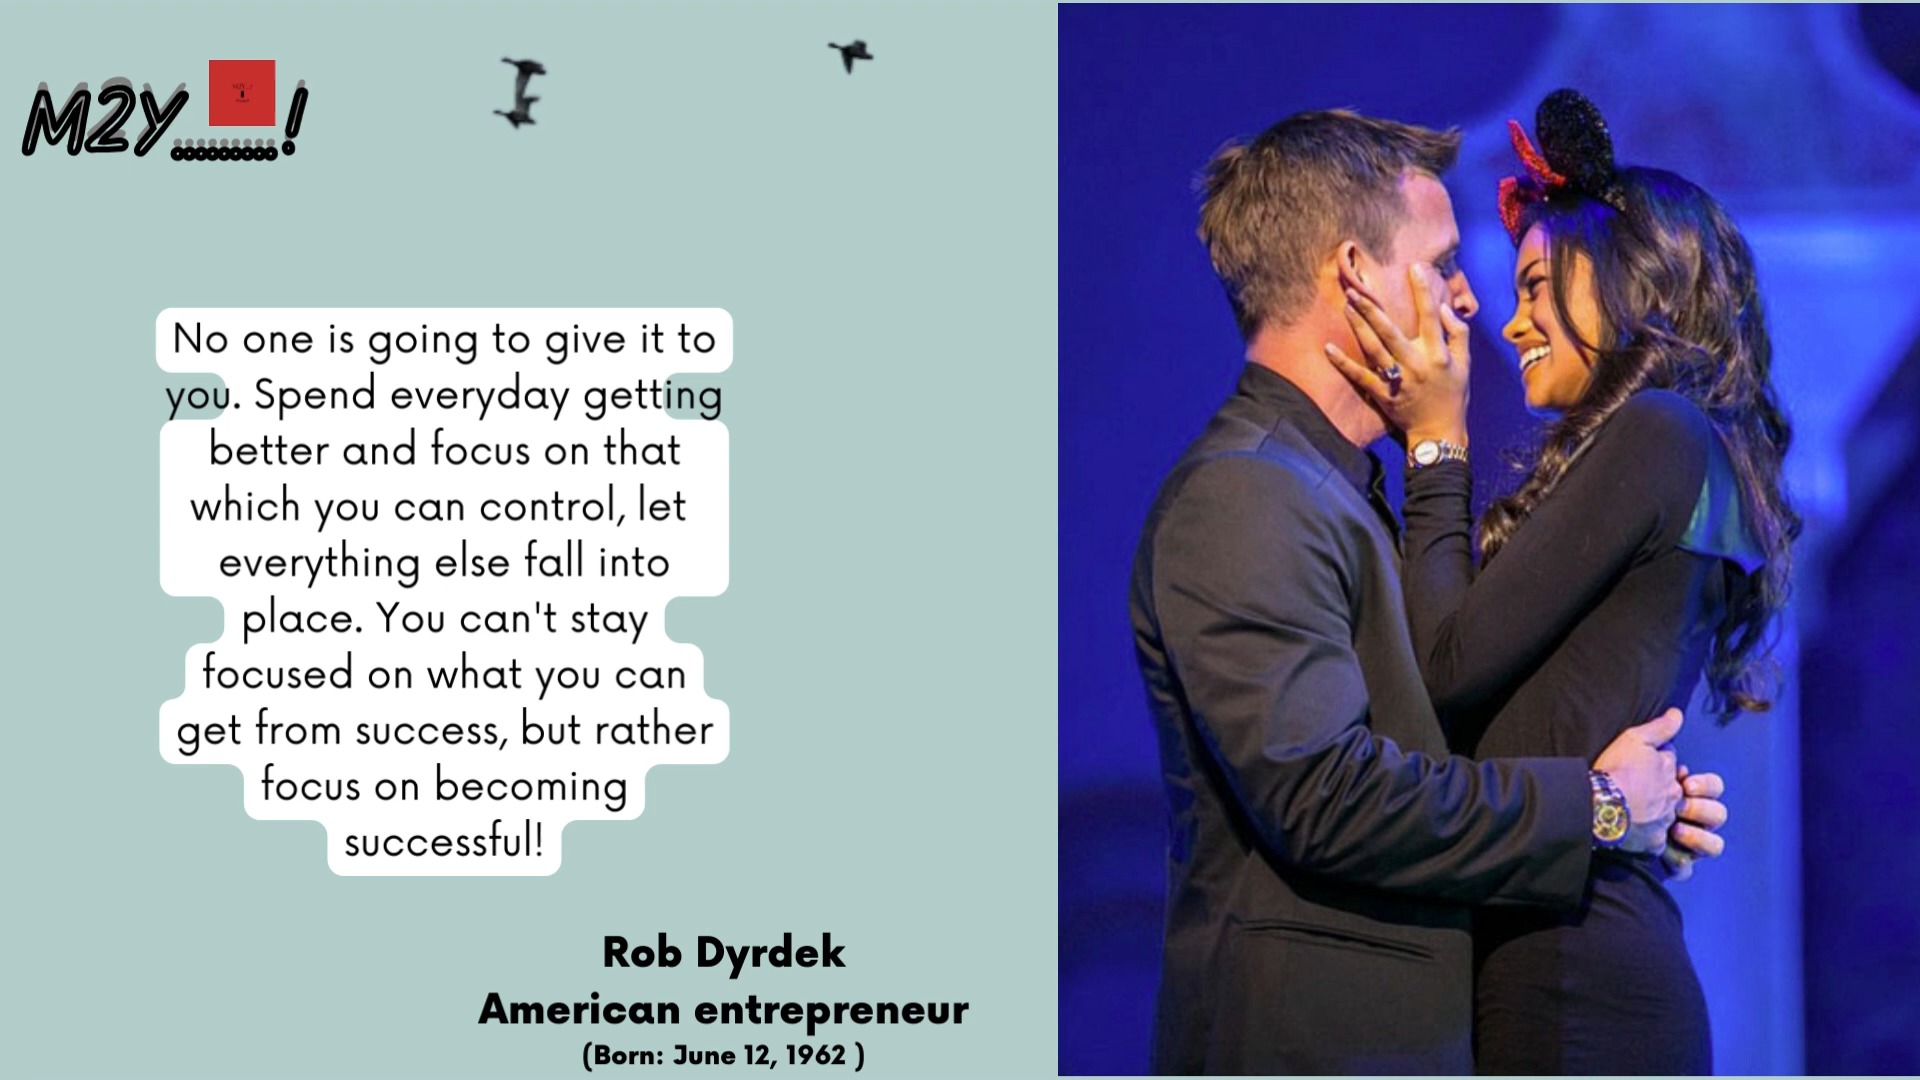 M2Y.........!
No one is going to give it to
you. Spend everyday getting
better and focus on that
which you can control, let
everything else fall into
place. You can't stay
focused on what you can
get from success, but rather
focus on becoming
successful!
Rob Dyrdek
American entrepreneur
(Born: June 12, 1962 )